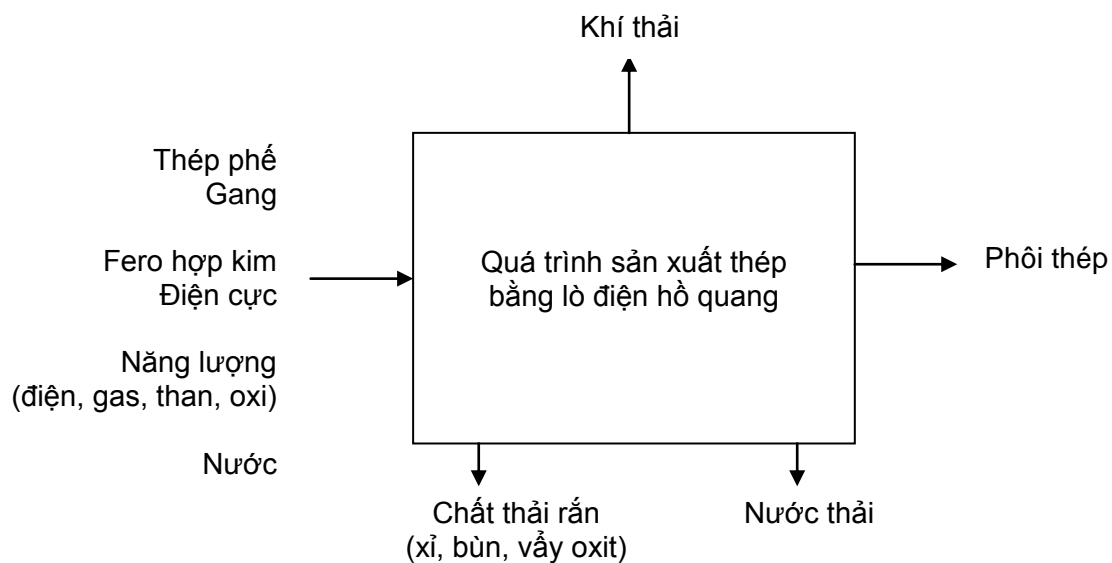 Khí thải
Thép phế
Gang
Fero hợp kim
Điện cực
Năng lượng
(điện, gas, than, oxi)
Nước
Quá trình sản xuất thép
bằng lò điện hồ quang
Phôi thép
Chất thải rắn
(xỉ, bùn, vẩy oxit)
Nước thải